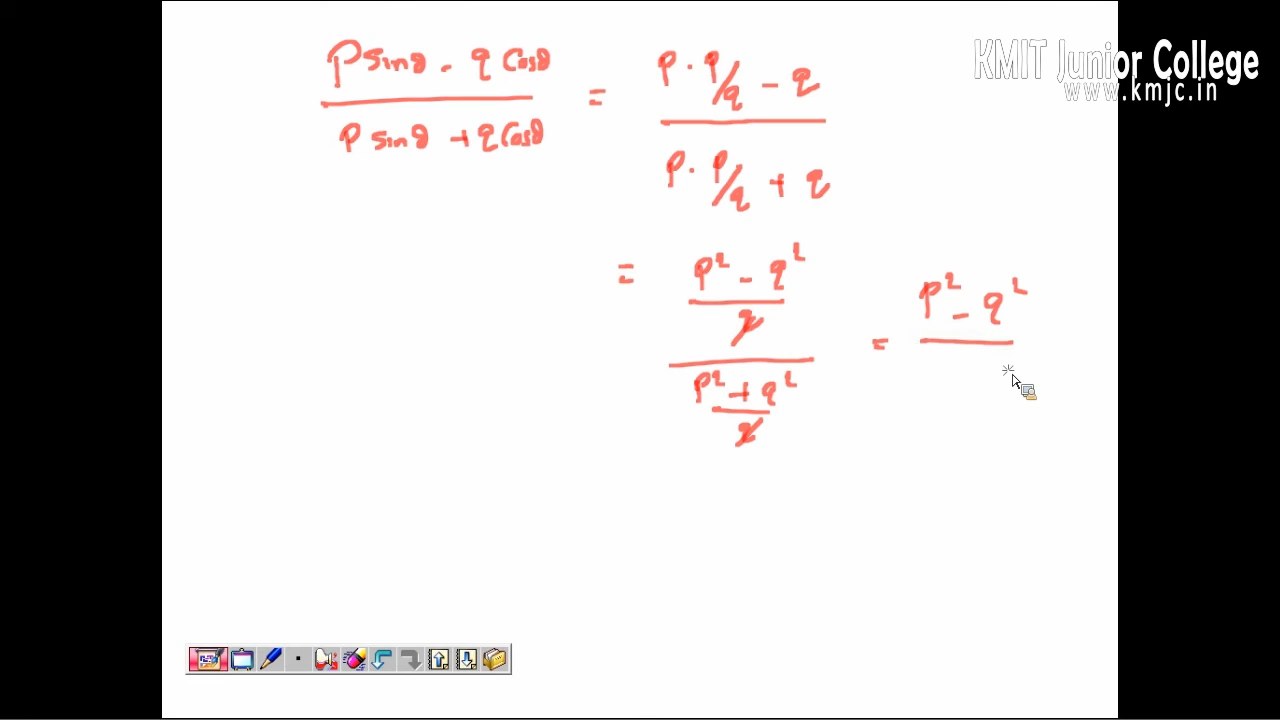 KMIT Junior College
www.kmjc.in
p sinθ - q cosθ
p sinθ + q cosθ
=
p · p/q - q
p · p/q + q
=
p² - q²
q
p² + q²
q
=
p² - q²